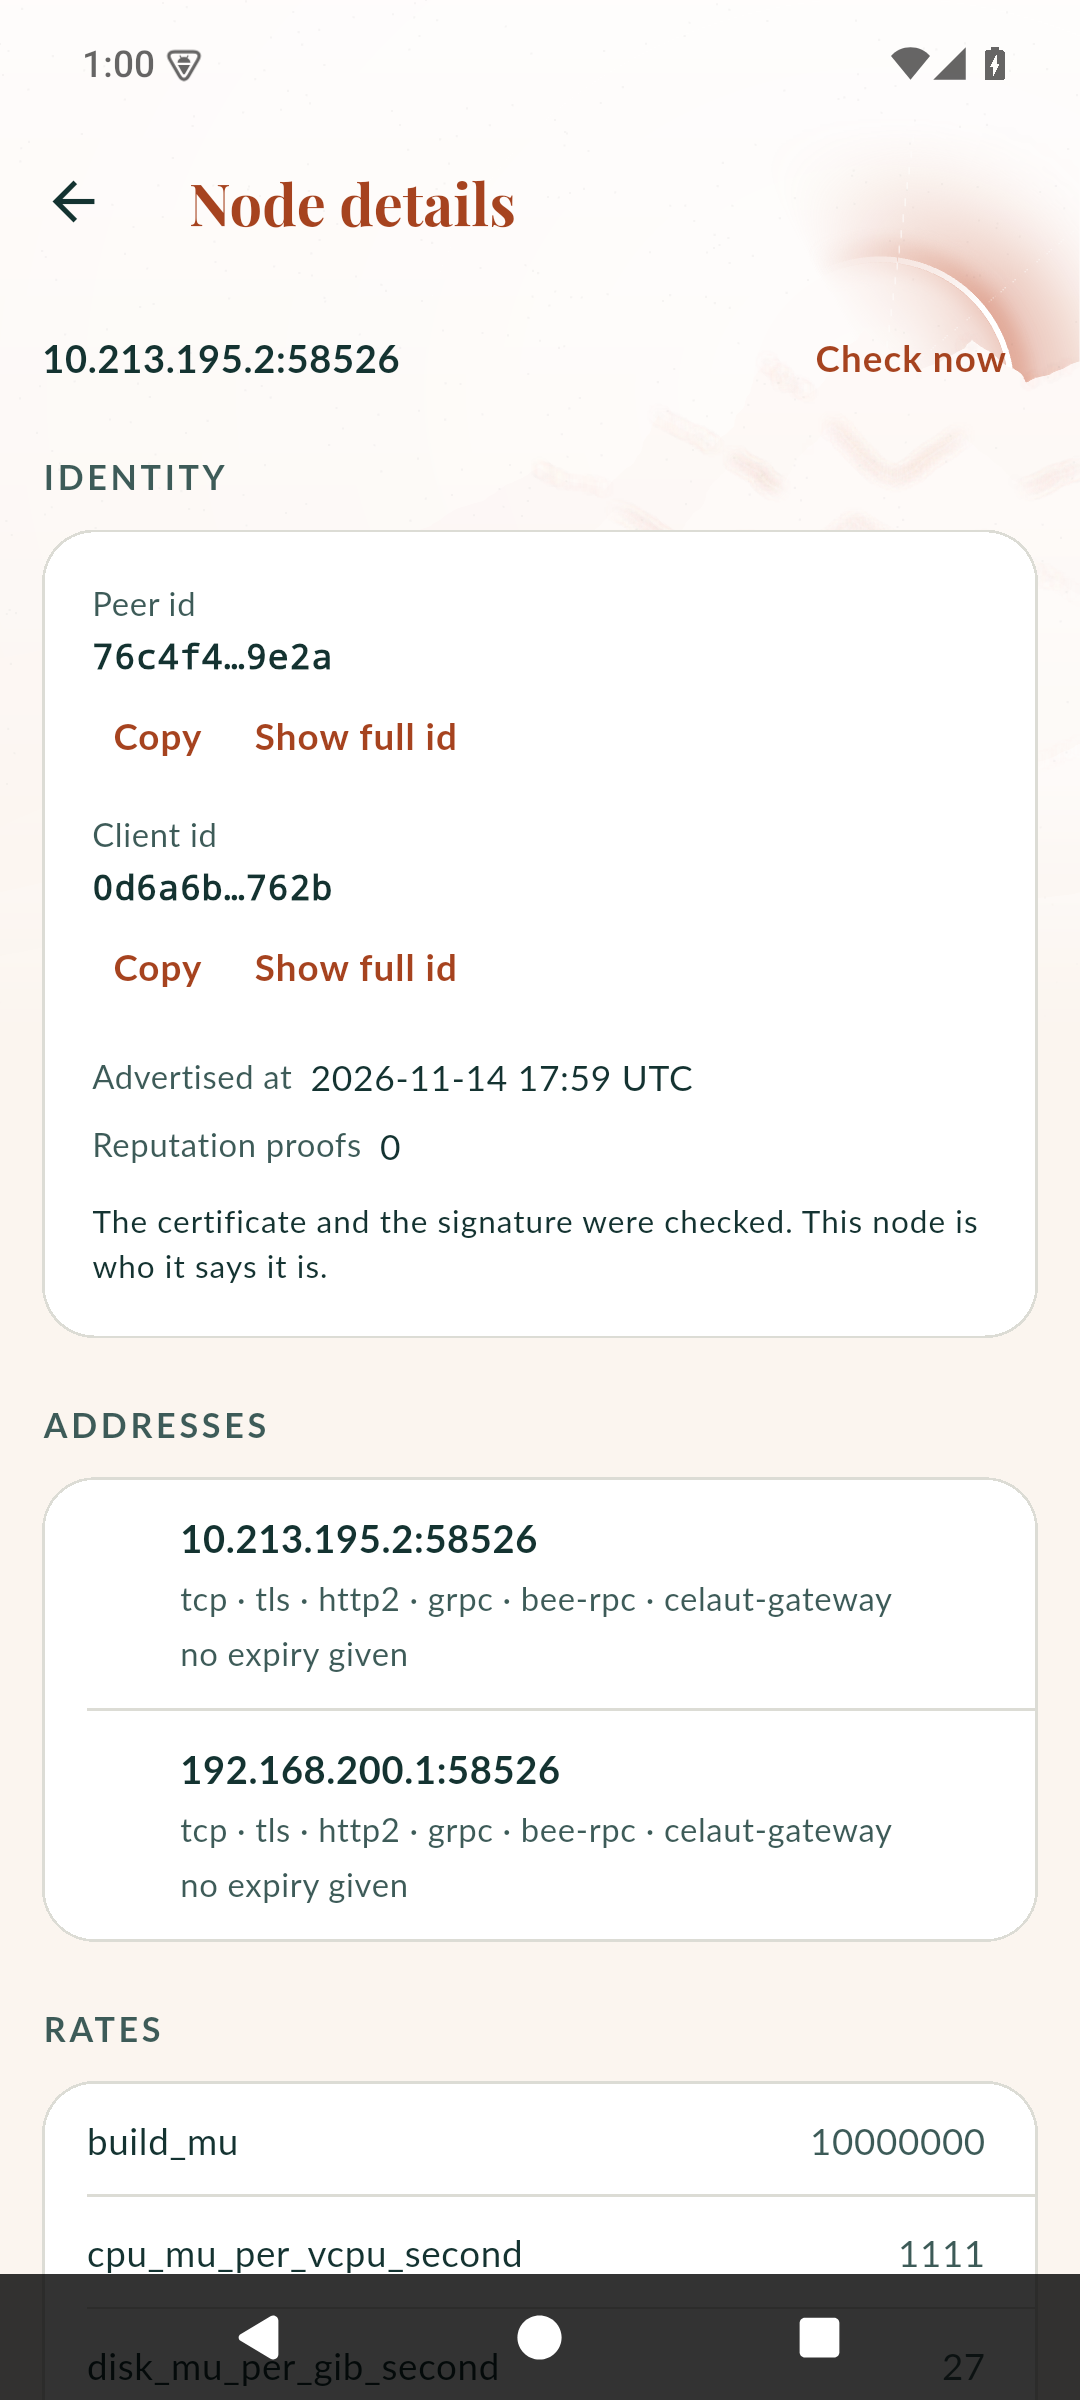 1:00
Node details
10.213.195.2:58526
Check now
IDENTITY
Peer id
76c4f4…9e2a
Copy Show full id
Client id
0d6a6b…762b
Copy Show full id
Advertised at 2026-11-14 17:59 UTC
Reputation proofs 0
The certificate and the signature were checked. This node is
who it says it is.
ADDRESSES
10.213.195.2:58526
tcp · tls · http2 · grpc · bee-rpc · celaut-gateway
no expiry given
192.168.200.1:58526
tcp · tls · http2 · grpc · bee-rpc · celaut-gateway
no expiry given
RATES
build_mu 10000000
cpu_mu_per_vcpu_second 1111
disk_mu_per_gib_second 27